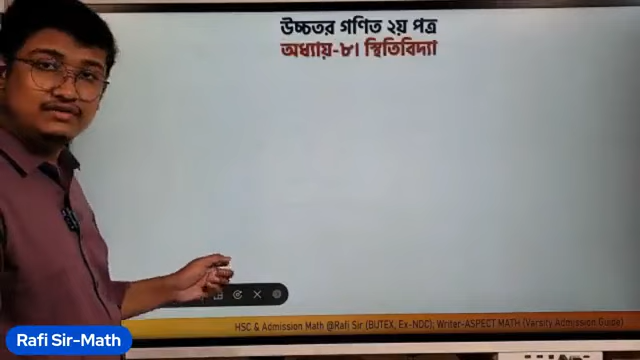 উচ্চতর গণিত ২য় পত্র
অধ্যায়-৮। স্থিতিবিদ্যা
HSC & Admission Math @Rafi Sir (BUTEX, Ex-NDC); Writer-ASPECT MATH (Varsity Admission Guide)
Rafi Sir-Math